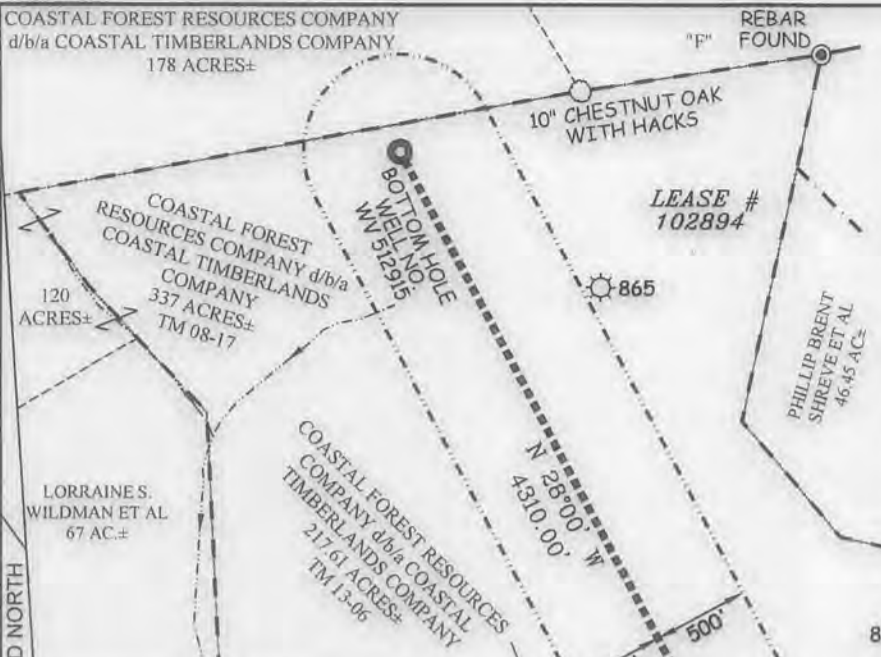 COASTAL FOREST RESOURCES COMPANY
d/b/a COASTAL TIMBERLANDS COMPANY
178 ACRES±
REBAR
"F" FOUND
10" CHESTNUT OAK
WITH HACKS
LEASE #
102894
BOTTOM HOLE
WELL NO.
WV 512915
COASTAL FOREST
RESOURCES COMPANY d/b/a
COASTAL TIMBERLANDS
COMPANY
337 ACRES±
TM 08-17
120
ACRES±
865
PHILLIP BRENT
SHREVE ET AL
46.45 AC±
N 28°00' W
4310.00'
COASTAL FOREST RESOURCES
COMPANY d/b/a COASTAL
TIMBERLANDS COMPANY
217.61 ACRES±
TM 13-06
LORRAINE S.
WILDMAN ET AL
67 AC.±
500'
D NORTH
8